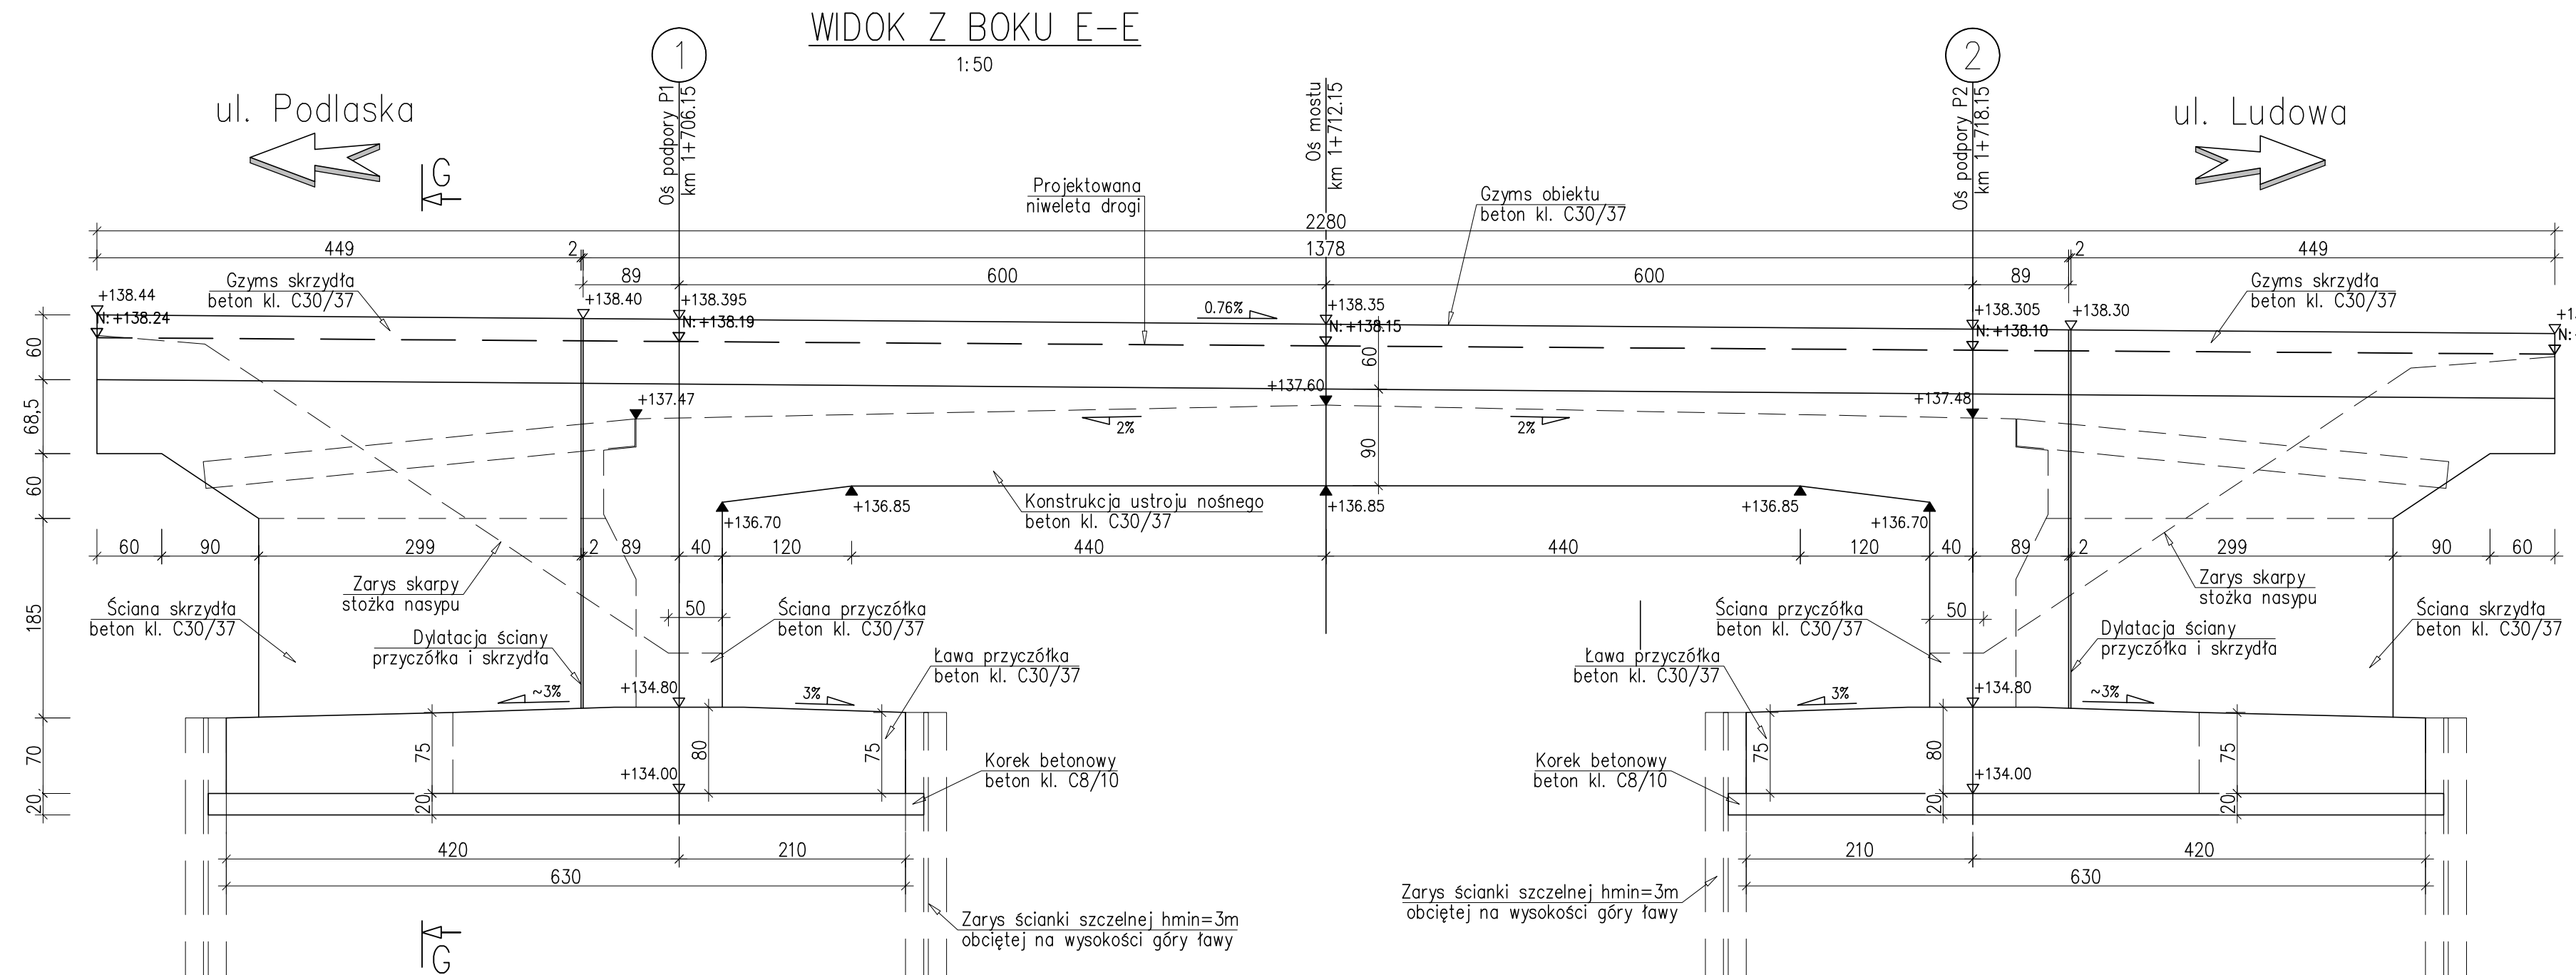 WIDOK Z BOKU E-E
1:50
1
2
ul. Podlaska
ul. Ludowa
G
Oś podpory P1
km 1+706.15
Oś mostu
km 1+712.15
Oś podpory P2
km 1+718.15
Projektowana
niweleta drogi
Gzyms obiektu
beton kl. C30/37
2280
449
2
1378
2
449
89
600
600
89
Gzyms skrzydła
beton kl. C30/37
Gzyms skrzydła
beton kl. C30/37
+138.44
N:+138.24
+138.40
+138.395
N:+138.19
0.76%
+138.35
N:+138.15
+138.305
N:+138.10
+138.30
60
60
+137.60
+137.47
+137.48
68,5
2%
2%
90
60
+136.70
+136.85
Konstrukcja ustroju nośnego
beton kl. C30/37
+136.85
+136.85
+136.70
60
90
299
2
89
40
120
440
440
120
40
89
2
299
90
60
Zarys skarpy
stożka nasypu
Zarys skarpy
stożka nasypu
185
Ściana skrzydła
beton kl. C30/37
50
Ściana przyczółka
beton kl. C30/37
Ściana przyczółka
beton kl. C30/37
50
Ściana skrzydła
beton kl. C30/37
Dylatacja ściany
przyczółka i skrzydła
Dylatacja ściany
przyczółka i skrzydła
Ława przyczółka
beton kl. C30/37
Ława przyczółka
beton kl. C30/37
~3%
+134.80
3%
3%
+134.80
~3%
70
75
80
75
75
80
75
+134.00
+134.00
Korek betonowy
beton kl. C8/10
Korek betonowy
beton kl. C8/10
20
20
20
20
420
210
210
420
630
630
Zarys ścianki szczelnej hmin=3m
obciętej na wysokości góry ławy
Zarys ścianki szczelnej hmin=3m
obciętej na wysokości góry ławy
G